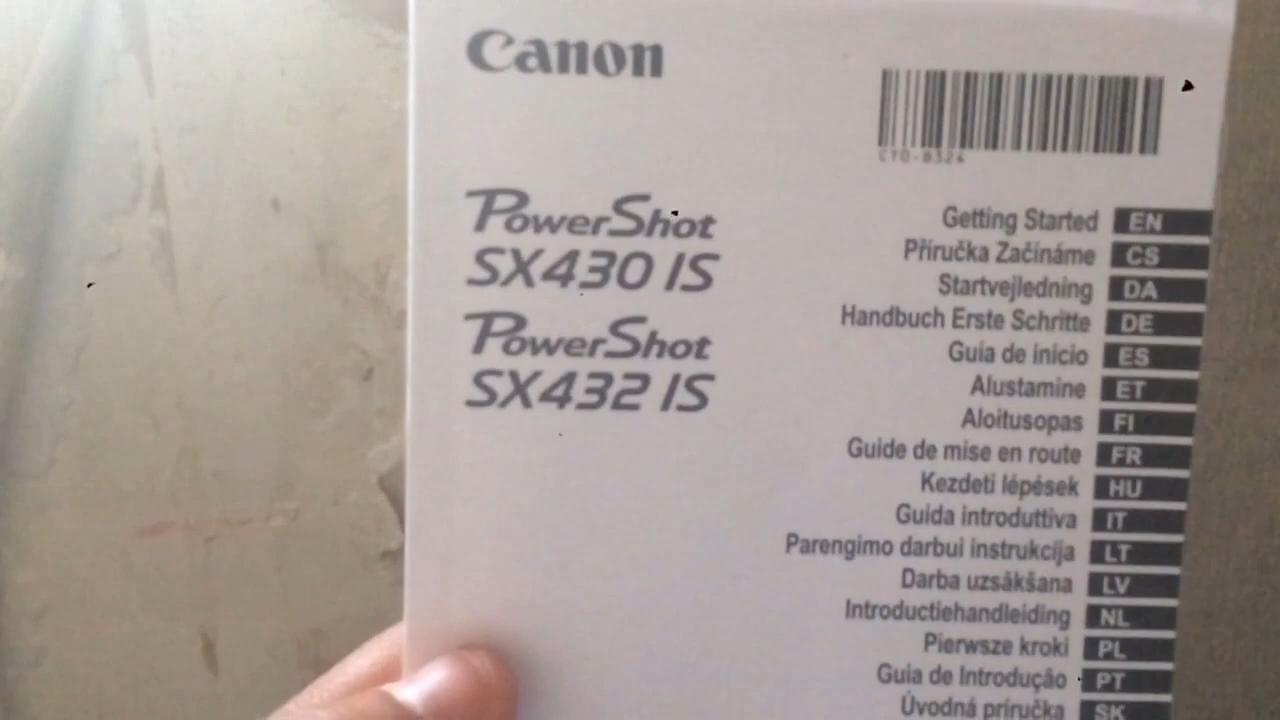 Canon
CT0-B324
PowerShot
SX430 IS
PowerShot
SX432 IS
Getting Started EN
Příručka Začínáme CS
Startvejledning DA
Handbuch Erste Schritte DE
Guia de inicio ES
Alustamine ET
Aloitusopas FI
Guide de mise en route FR
Kezdeti lépések HU
Guida introduttiva IT
Parengimo darbui instrukcija LT
Darba uzsākšana LV
Introductiehandleiding NL
Pierwsze kroki PL
Guia de Introdução PT
Úvodná príručka SK